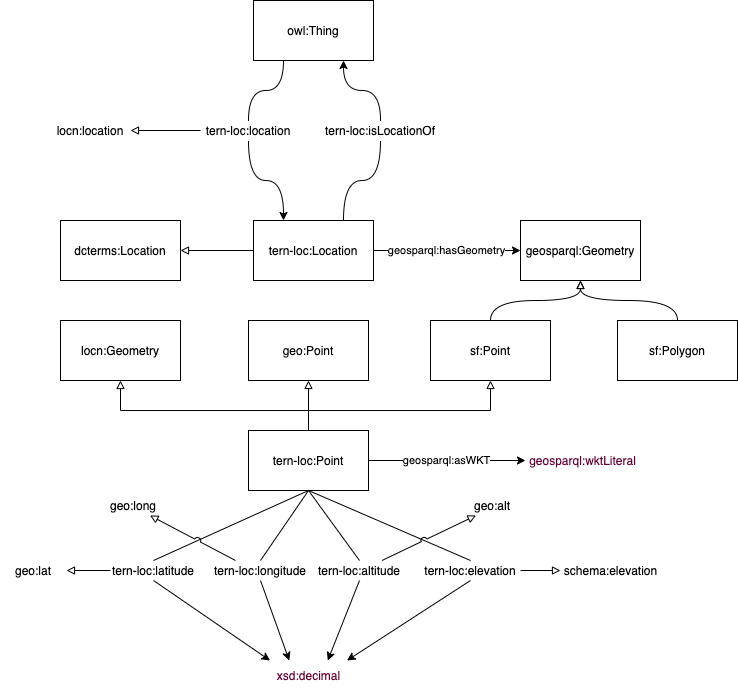 owl:Thing
locn:location
tern-loc:location
tern-loc:isLocationOf
dcterms:Location
tern-loc:Location
geosparql:hasGeometry
geosparql:Geometry
locn:Geometry
geo:Point
sf:Point
sf:Polygon
tern-loc:Point
geosparql:asWKT
geosparql:wktLiteral
geo:long
geo:alt
geo:lat
tern-loc:latitude
tern-loc:longitude
tern-loc:altitude
tern-loc:elevation
schema:elevation
xsd:decimal